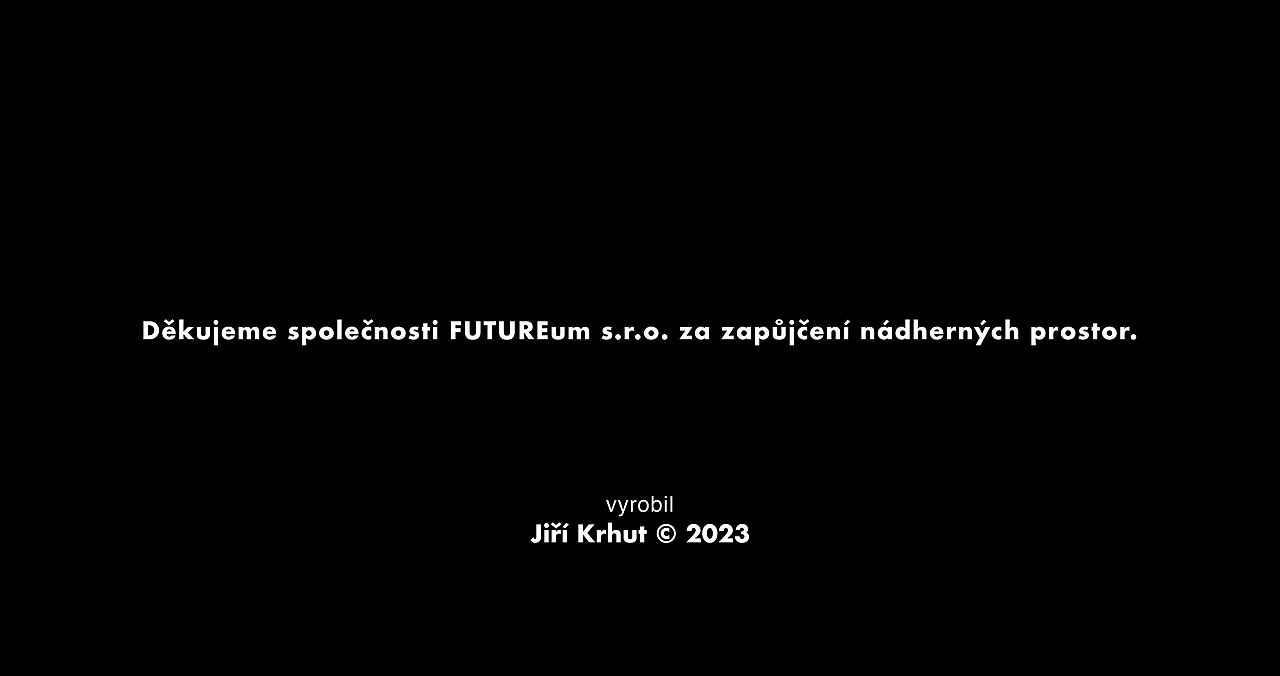 Děkujeme společnosti FUTUREum s.r.o. za zapůjčení nádherných prostor.
vyrobil
Jiří Krhut © 2023